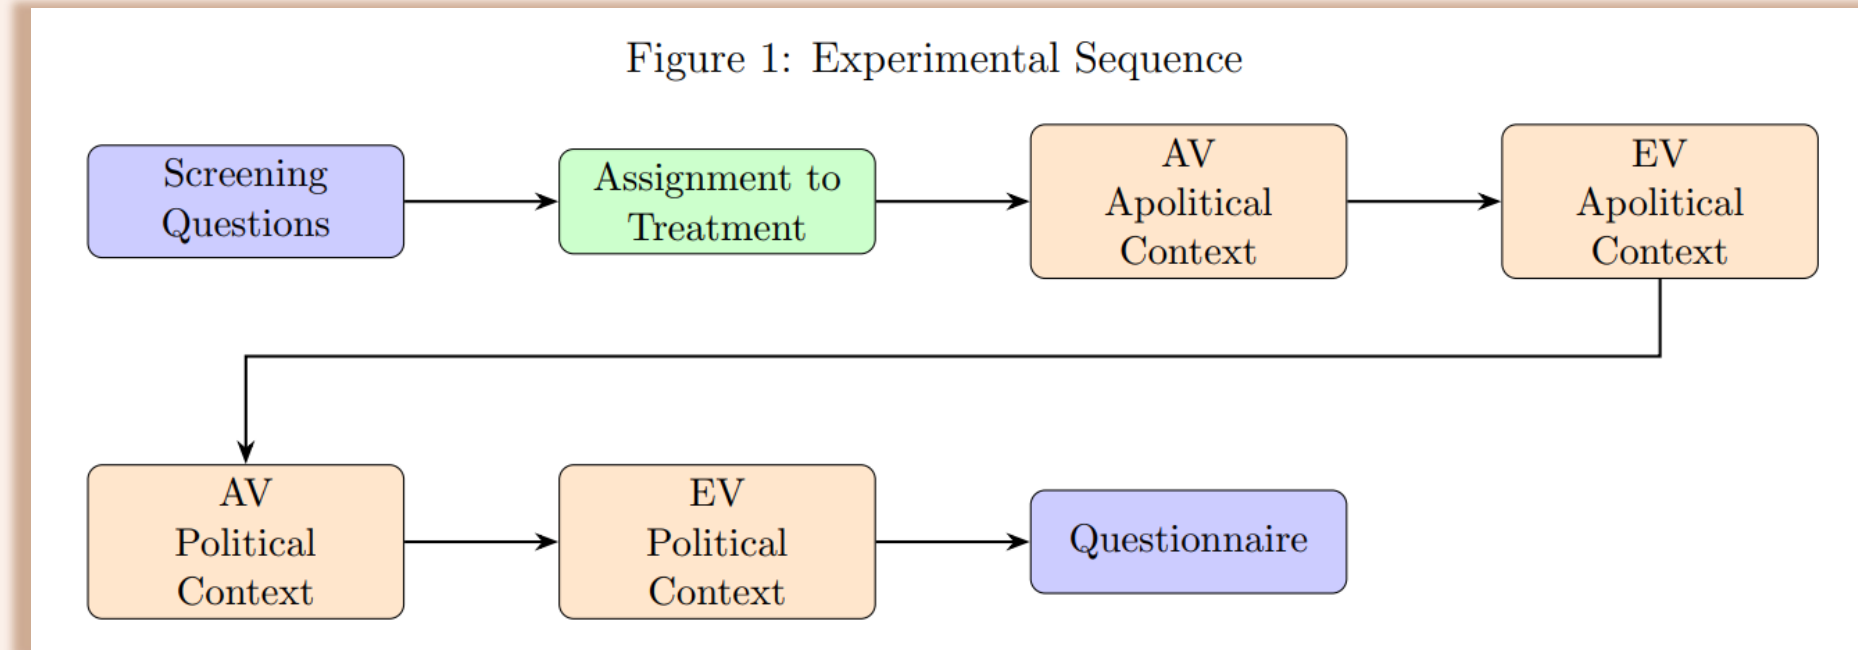 Figure 1: Experimental Sequence
Screening
Questions
Assignment to
Treatment
AV
Apolitical
Context
EV
Apolitical
Context
AV
Political
Context
EV
Political
Context
Questionnaire